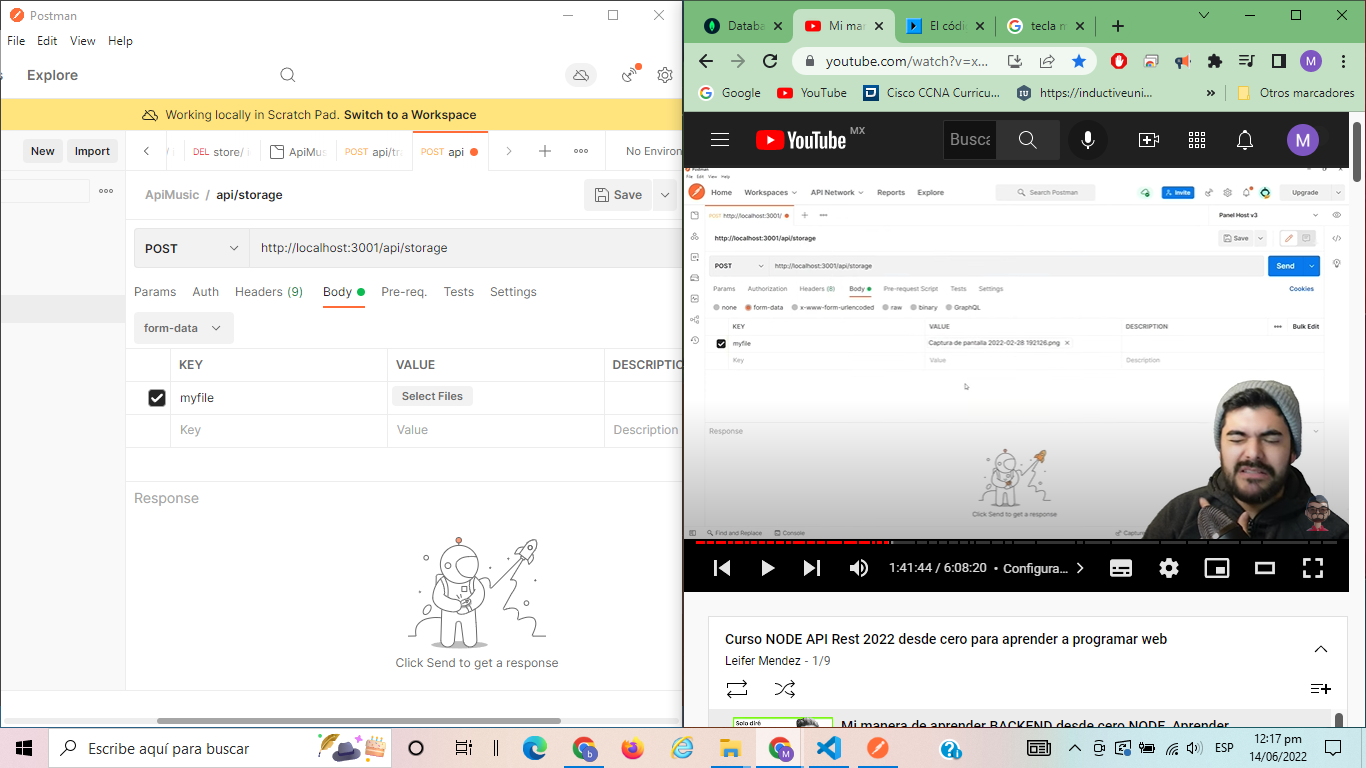 Postman
File Edit View Help
Explore
Working locally in Scratch Pad. Switch to a Workspace
New Import
DEL store/ ApiMus POST api/tra POST api No Environ
ApiMusic / api/storage
Save
POST http://localhost:3001/api/storage
Params Auth Headers (9) Body Pre-req. Tests Settings
form-data
KEY VALUE DESCRIPTIO
myfile Select Files
Key Value Description
Response
Click Send to get a response
Databa Mi mar El códi tecla m
youtube.com/watch?v=x...
M
Google YouTube Cisco CCNA Curricu... https://inductiveuni... » Otros marcadores
YouTube MX
Busca
M
Postman
File Edit View Help
Home Workspaces API Network Reports Explore
Search Postman
Invite
Upgrade
POST http://localhost:3001/
Panel Host v3
http://localhost:3001/api/storage
Save
POST http://localhost:3001/api/storage
Send
Params Authorization Headers (8) Body Pre-request Script Tests Settings
Cookies
none form-data x-www-form-urlencoded raw binary GraphQL
KEY VALUE DESCRIPTION
Bulk Edit
myfile Captura de pantalla 2022-02-28 192126.png
Key Value Description
Response
Click Send to get a response
Find and Replace Console
1:41:44 / 6:08:20 • Configura...
Curso NODE API Rest 2022 desde cero para aprender a programar web
Leifer Mendez - 1/9
Solo diré
Mi manera de aprender BACKEND desde cero NODE. Aprender
Escribe aquí para buscar
ESP
12:17 pm
14/06/2022